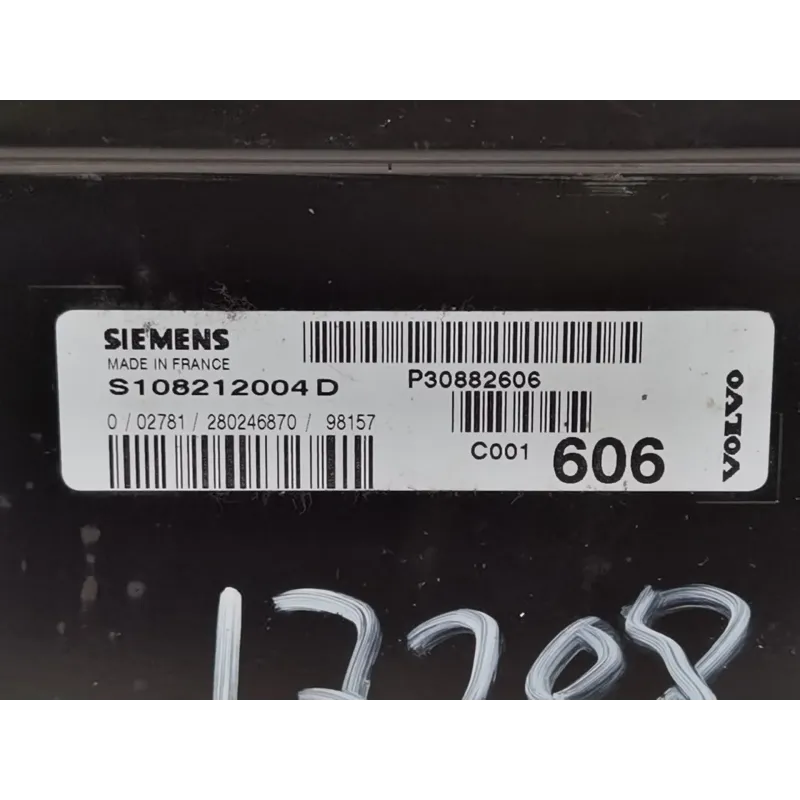 SIEMENS
MADE IN FRANCE
S108212004 D
P30882606
0 / 02781 / 280246870 / 98157
C001
606
VOLVO